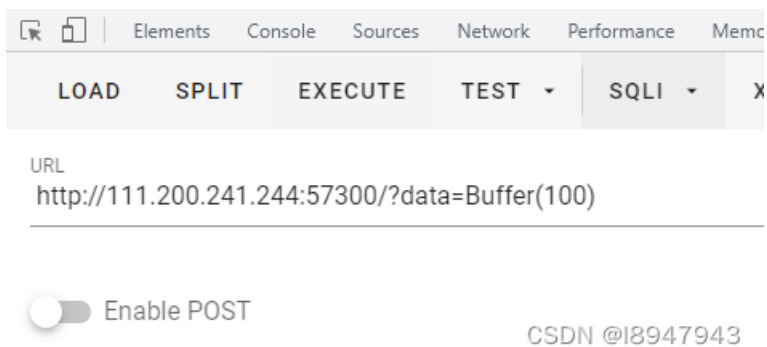 Elements Console Sources Network Performance Memo
LOAD SPLIT EXECUTE TEST SQLI X
URL
http://111.200.241.244:57300/?data=Buffer(100)
Enable POST
CSDN @l8947943